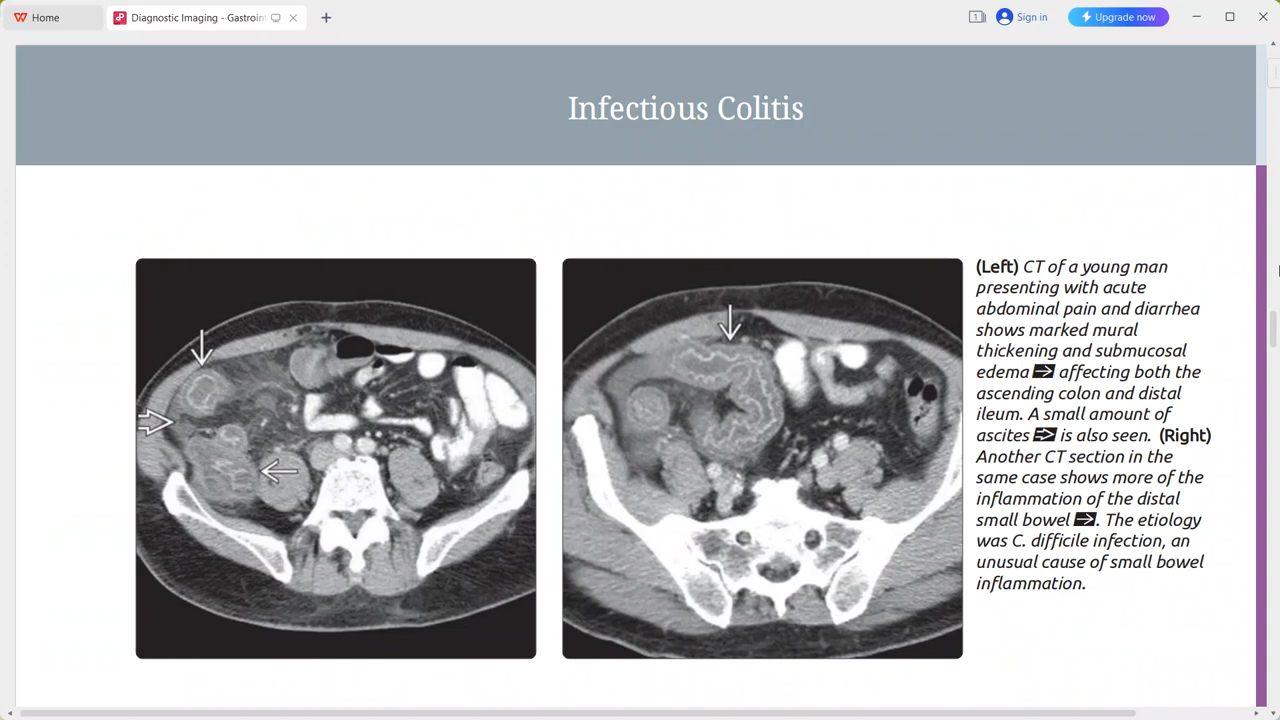 Home
Diagnostic Imaging - Gastroint
1
Sign in
Upgrade now
Infectious Colitis
(Left) CT of a young man
presenting with acute
abdominal pain and diarrhea
shows marked mural
thickening and submucosal
edema ➡ affecting both the
ascending colon and distal
ileum. A small amount of
ascites ➡ is also seen. (Right)
Another CT section in the
same case shows more of the
inflammation of the distal
small bowel ➡. The etiology
was C. difficile infection, an
unusual cause of small bowel
inflammation.